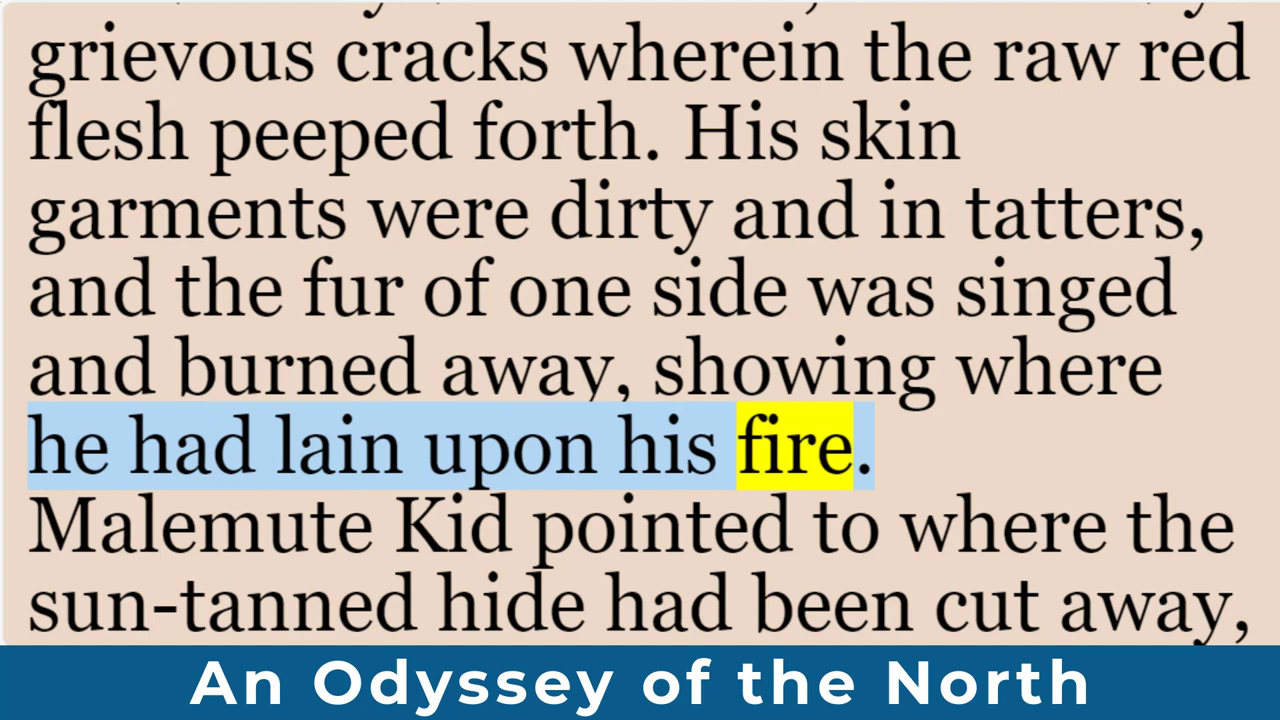 grievous cracks wherein the raw red
flesh peeped forth. His skin
garments were dirty and in tatters,
and the fur of one side was singed
and burned away, showing where
he had lain upon his fire.
Malemute Kid pointed to where the
sun-tanned hide had been cut away,
An Odyssey of the North